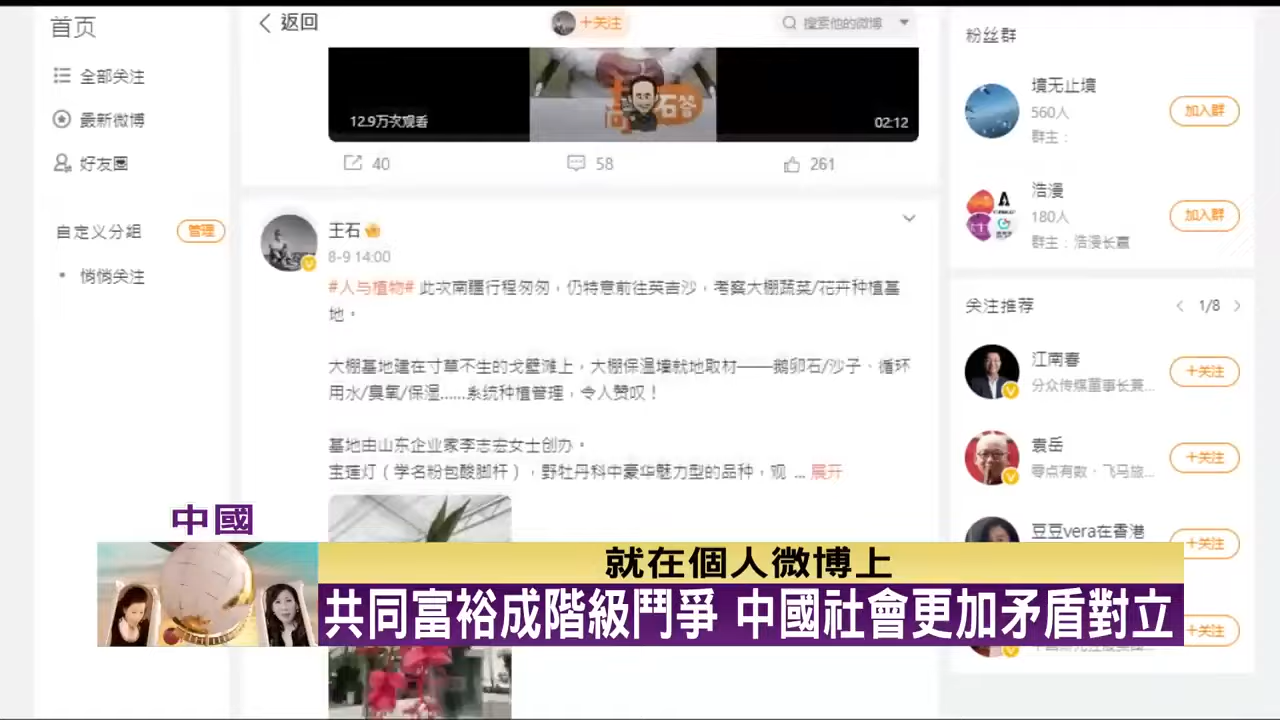 首页
全部关注
最新微博
好友圈
自定义分组
管理
悄悄关注
返回
+关注
搜索他的微博
石答
12.9万次观看
02:12
40
58
261
王石
8-9 14:00
#人与植物# 此次南疆行程匆匆，仍特意前往英吉沙，考察大棚蔬菜/花卉种植基
地。
大棚基地建在寸草不生的戈壁滩上，大棚保温墙就地取材——鹅卵石/沙子、循环
用水/臭氧/保湿......系统种植管理，令人赞叹！
基地由山东企业家李志宏女士创办。
宝莲灯（学名粉包酸脚杆），野牡丹科中豪华魅力型的品种，观 ... 展开
粉丝群
境无止境
560人
群主：
加入群
浩漫
180人
群主：浩漫长赢
加入群
关注推荐
1/8
江南春
分众传媒董事长兼...
+关注
袁岳
零点有数、飞马旅...
+关注
豆豆vera在香港
+关注
+关注
中國
就在個人微博上
共同富裕成階級鬥爭 中國社會更加矛盾對立